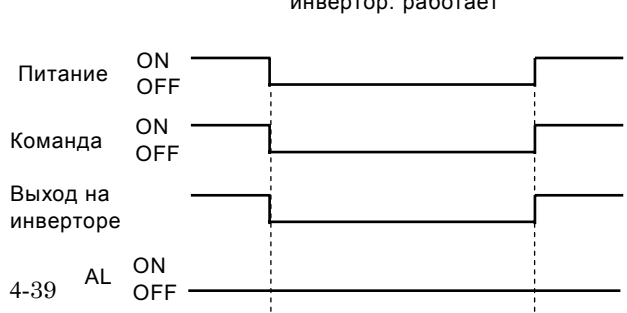 инвертор: работает
Питание ON
OFF
Команда ON
OFF
Выход на
инверторе
AL ON
4-39 OFF